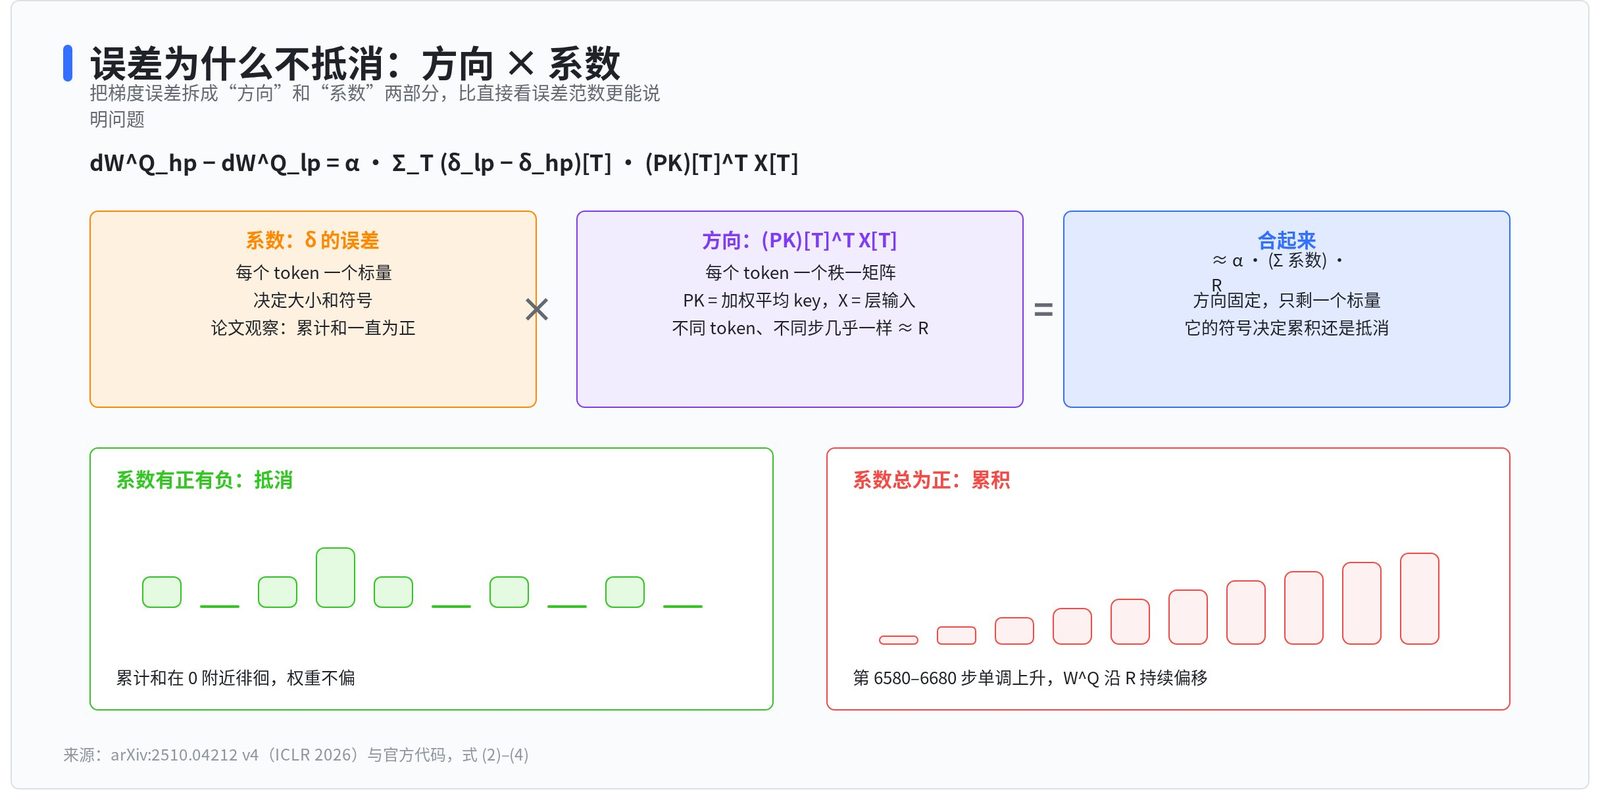 误差为什么不抵消：方向 × 系数
把梯度误差拆成“方向”和“系数”两部分，比直接看误差范数更能说
明问题
dW^Q_hp − dW^Q_lp = α · Σ_T (δ_lp − δ_hp)[T] · (PK)[T]^T X[T]
系数：δ 的误差
每个 token 一个标量
决定大小和符号
论文观察：累计和一直为正
×
方向：(PK)[T]^T X[T]
每个 token 一个秩一矩阵
PK = 加权平均 key，X = 层输入
不同 token、不同步几乎一样 ≈ R
=
合起来
≈ α · (Σ 系数) ·
R
方向固定，只剩一个标量
它的符号决定累积还是抵消
系数有正有负：抵消
累计和在 0 附近徘徊，权重不偏
系数总为正：累积
第 6580–6680 步单调上升，W^Q 沿 R 持续偏移
来源：arXiv:2510.04212 v4（ICLR 2026）与官方代码，式 (2)–(4)